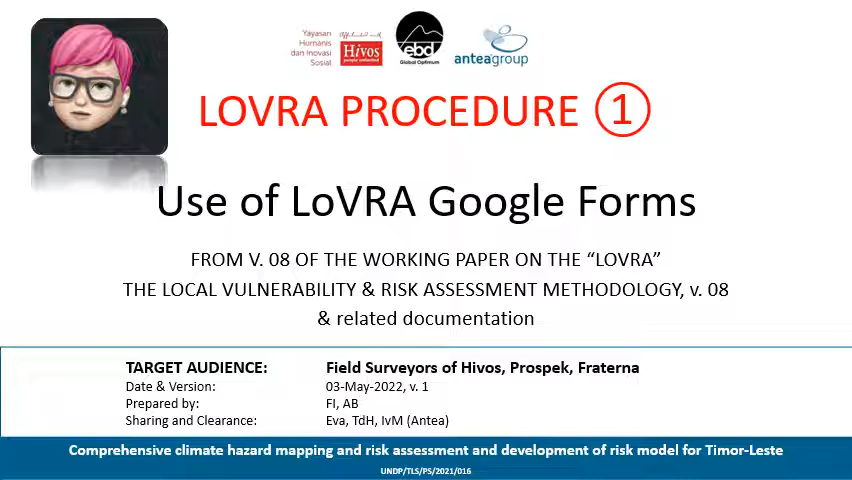 Yayasan
Humanis
dan Inovasi
Sosial
Hivos
people unlimited
ebd
Global Optimum
anteagroup
LOVRA PROCEDURE ①
Use of LoVRA Google Forms
FROM V. 08 OF THE WORKING PAPER ON THE “LOVRA”
THE LOCAL VULNERABILITY & RISK ASSESSMENT METHODOLOGY, v. 08
& related documentation
TARGET AUDIENCE: Field Surveyors of Hivos, Prospek, Fraterna
Date & Version: 03-May-2022, v. 1
Prepared by: FI, AB
Sharing and Clearance: Eva, TdH, IvM (Antea)
Comprehensive climate hazard mapping and risk assessment and development of risk model for Timor-Leste
UNDP/TLS/PS/2021/016